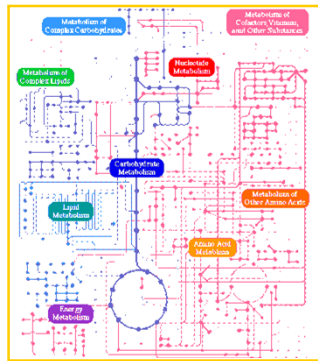 Metabolism of
Complex Carbohydrates
Metabolism of
Cofactors, Vitamins,
and Other Substances
Nucleotide
Metabolism
Metabolism of
Complex Lipids
Carbohydrate
Metabolism
Metabolism of
Other Amino Acids
Lipid
Metabolism
Amino Acid
Metabolism
Energy
Metabolism